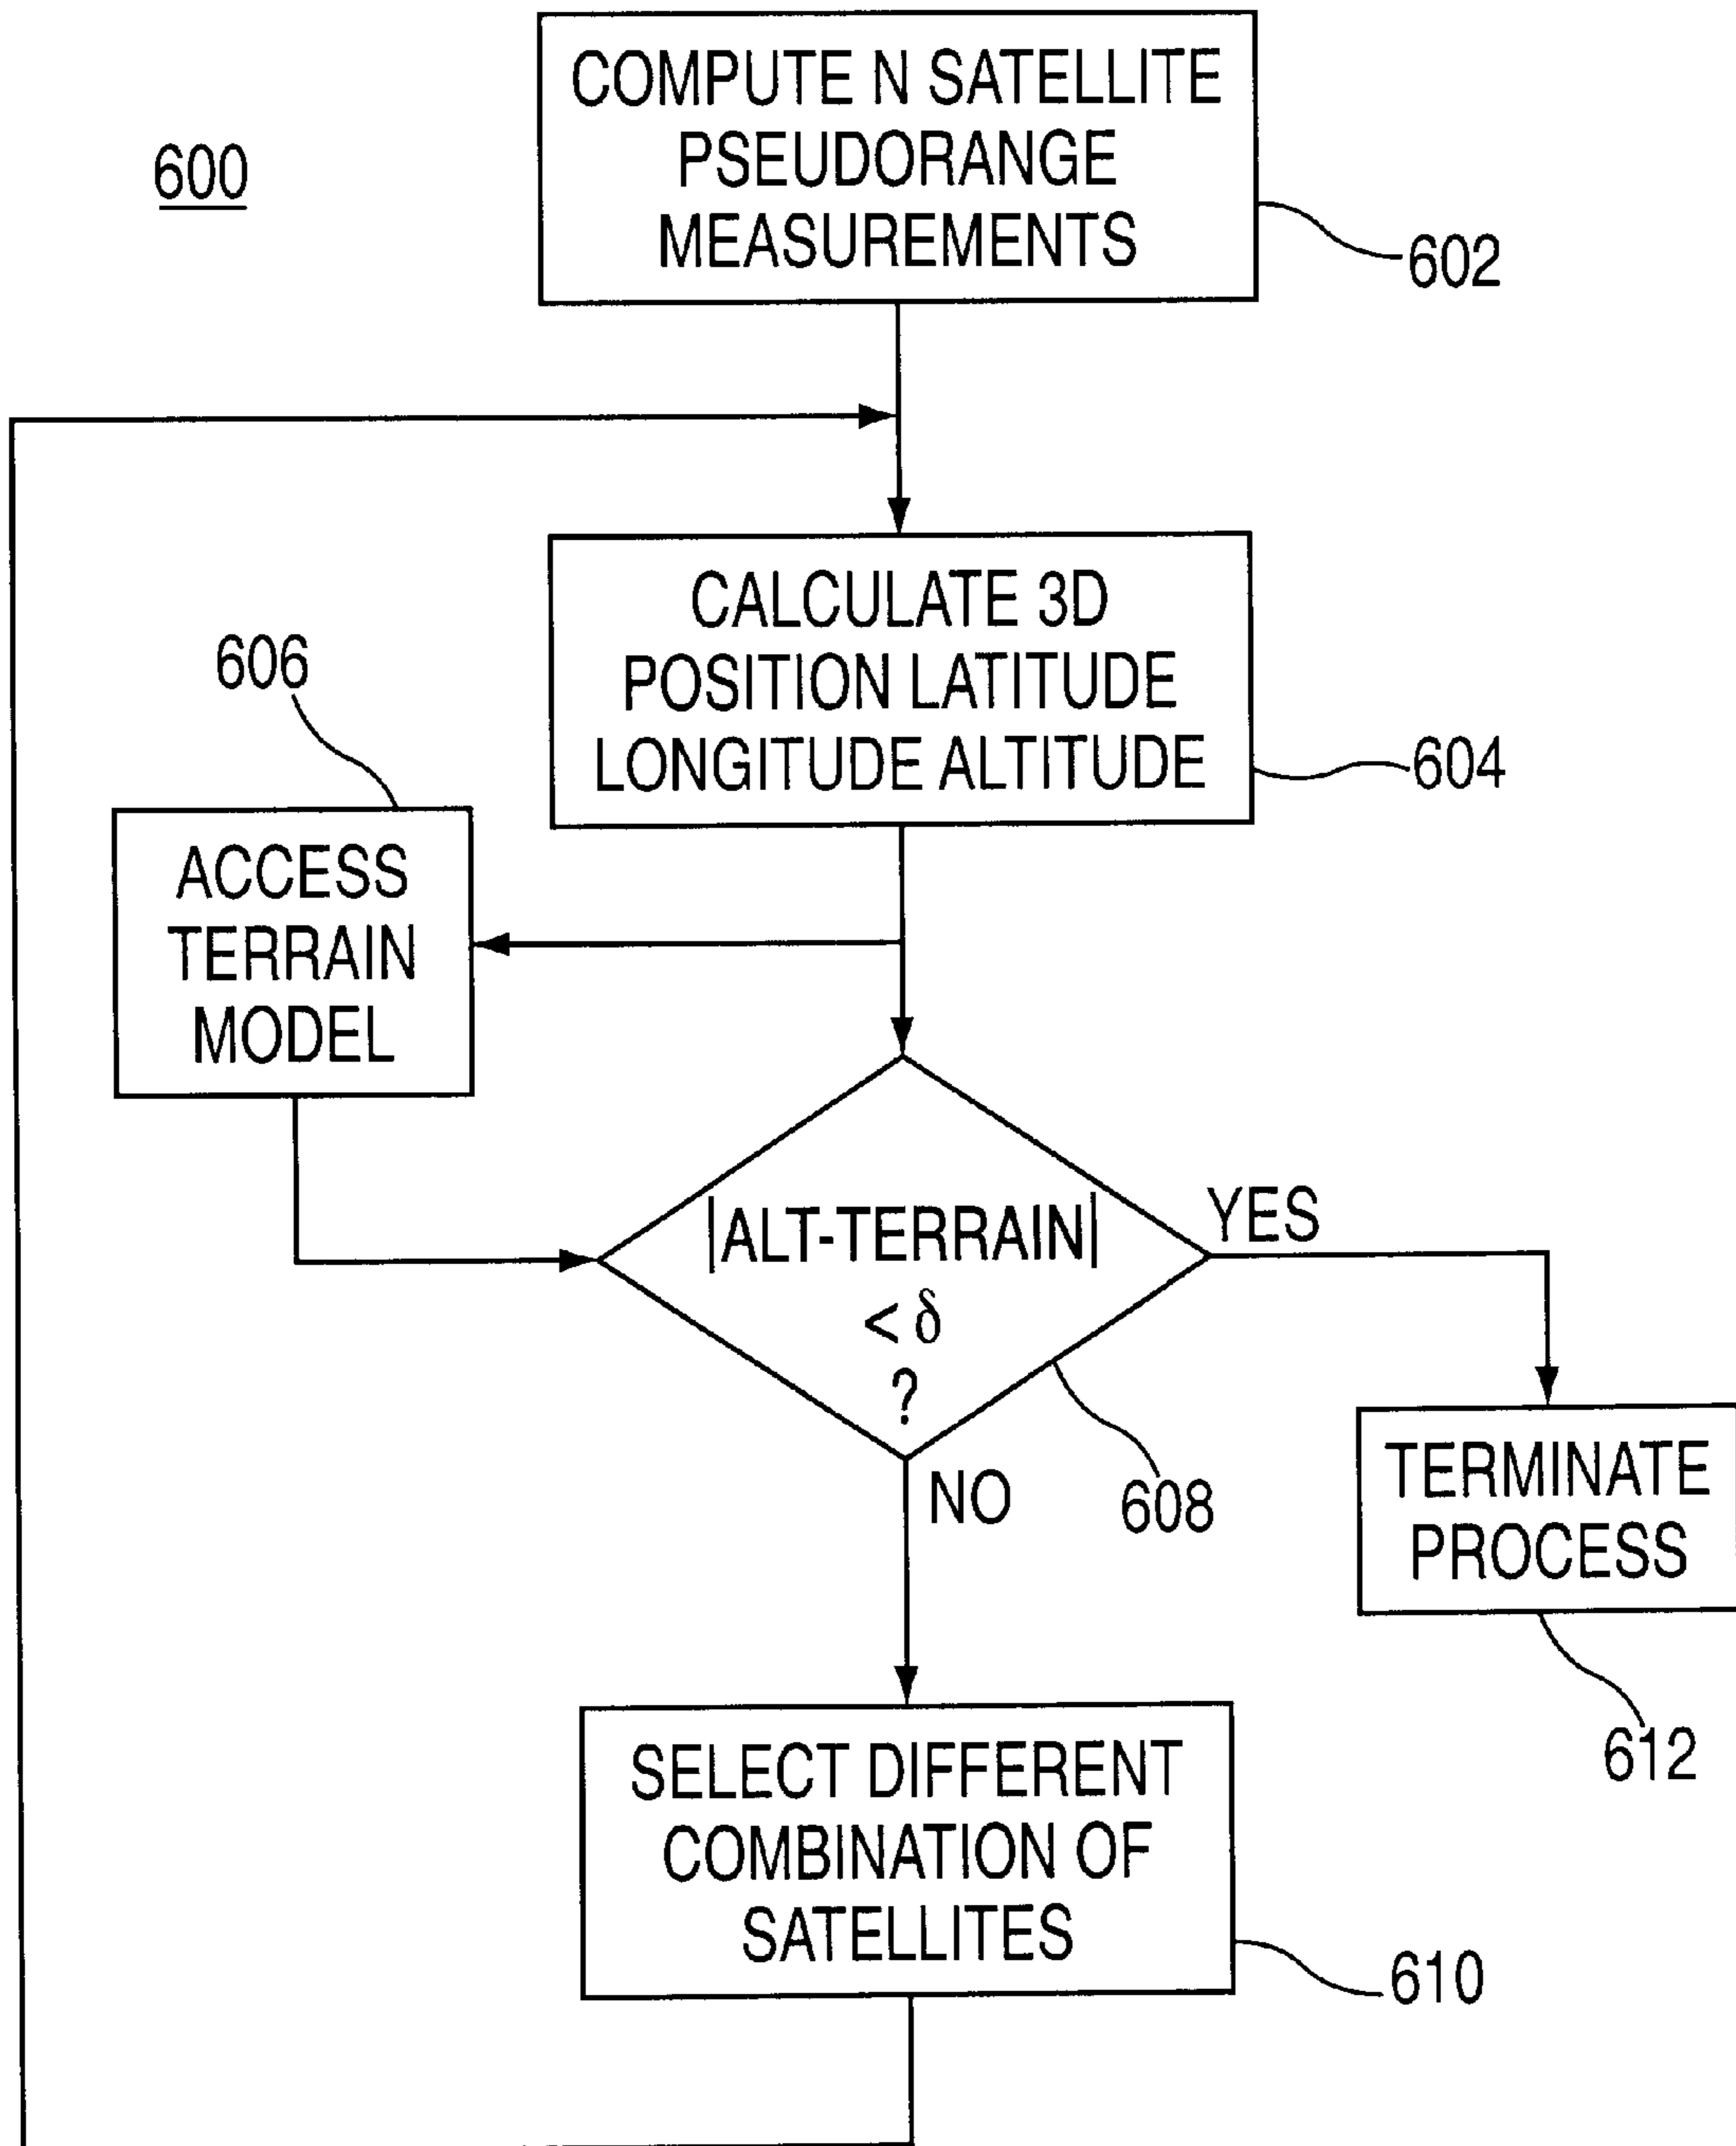 COMPUTE N SATELLITE
PSEUDORANGE
MEASUREMENTS
600
602
CALCULATE 3D
POSITION LATITUDE
LONGITUDE ALTITUDE
604
606
ACCESS
TERRAIN
MODEL
|ALT-TERRAIN|
< δ
?
YES
NO
608
TERMINATE
PROCESS
612
SELECT DIFFERENT
COMBINATION OF
SATELLITES
610